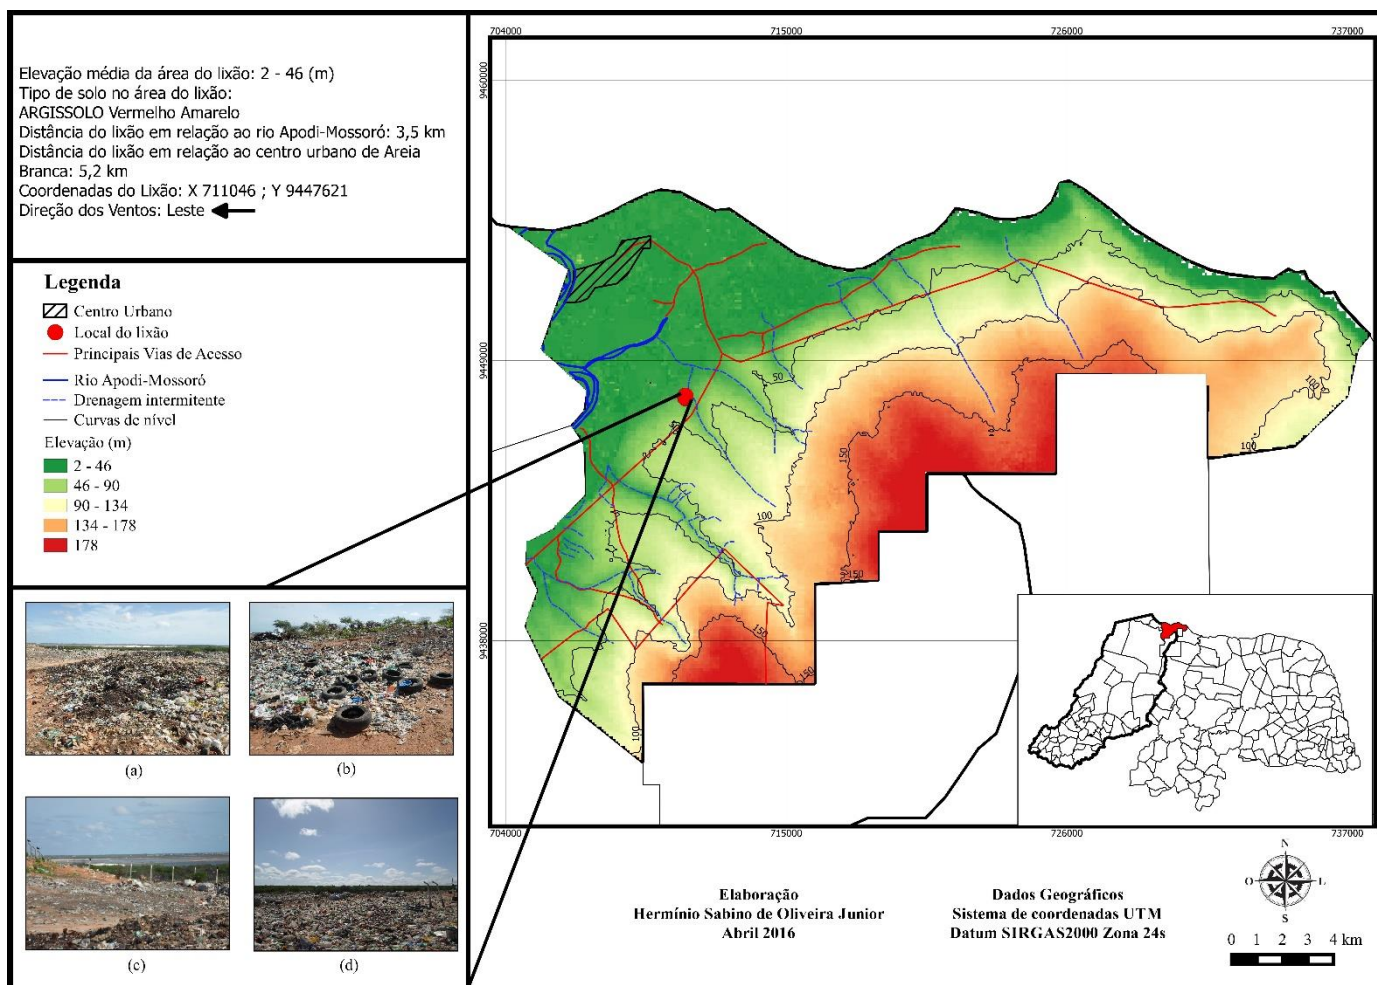 Elevação média da área do lixão: 2 - 46 (m)
Tipo de solo no área do lixão:
ARGISSOLO Vermelho Amarelo
Distância do lixão em relação ao rio Apodi-Mossoró: 3,5 km
Distância do lixão em relação ao centro urbano de Areia
Branca: 5,2 km
Coordenadas do Lixão: X 711046 ; Y 9447621
Direção dos Ventos: Leste
Legenda
Centro Urbano
Local do lixão
Principais Vias de Acesso
Rio Apodi-Mossoró
Drenagem intermitente
Curvas de nível
Elevação (m)
2 - 46
46 - 90
90 - 134
134 - 178
178
(a)
(b)
(c)
(d)
704000
715000
726000
737000
9460000
9449000
9438000
50
100
150
100
100
150
150
150
100
704000
715000
726000
737000
Elaboração
Hermínio Sabino de Oliveira Junior
Abril 2016
Dados Geográficos
Sistema de coordenadas UTM
Datum SIRGAS2000 Zona 24s
N
O
L
S
0 1 2 3 4 km